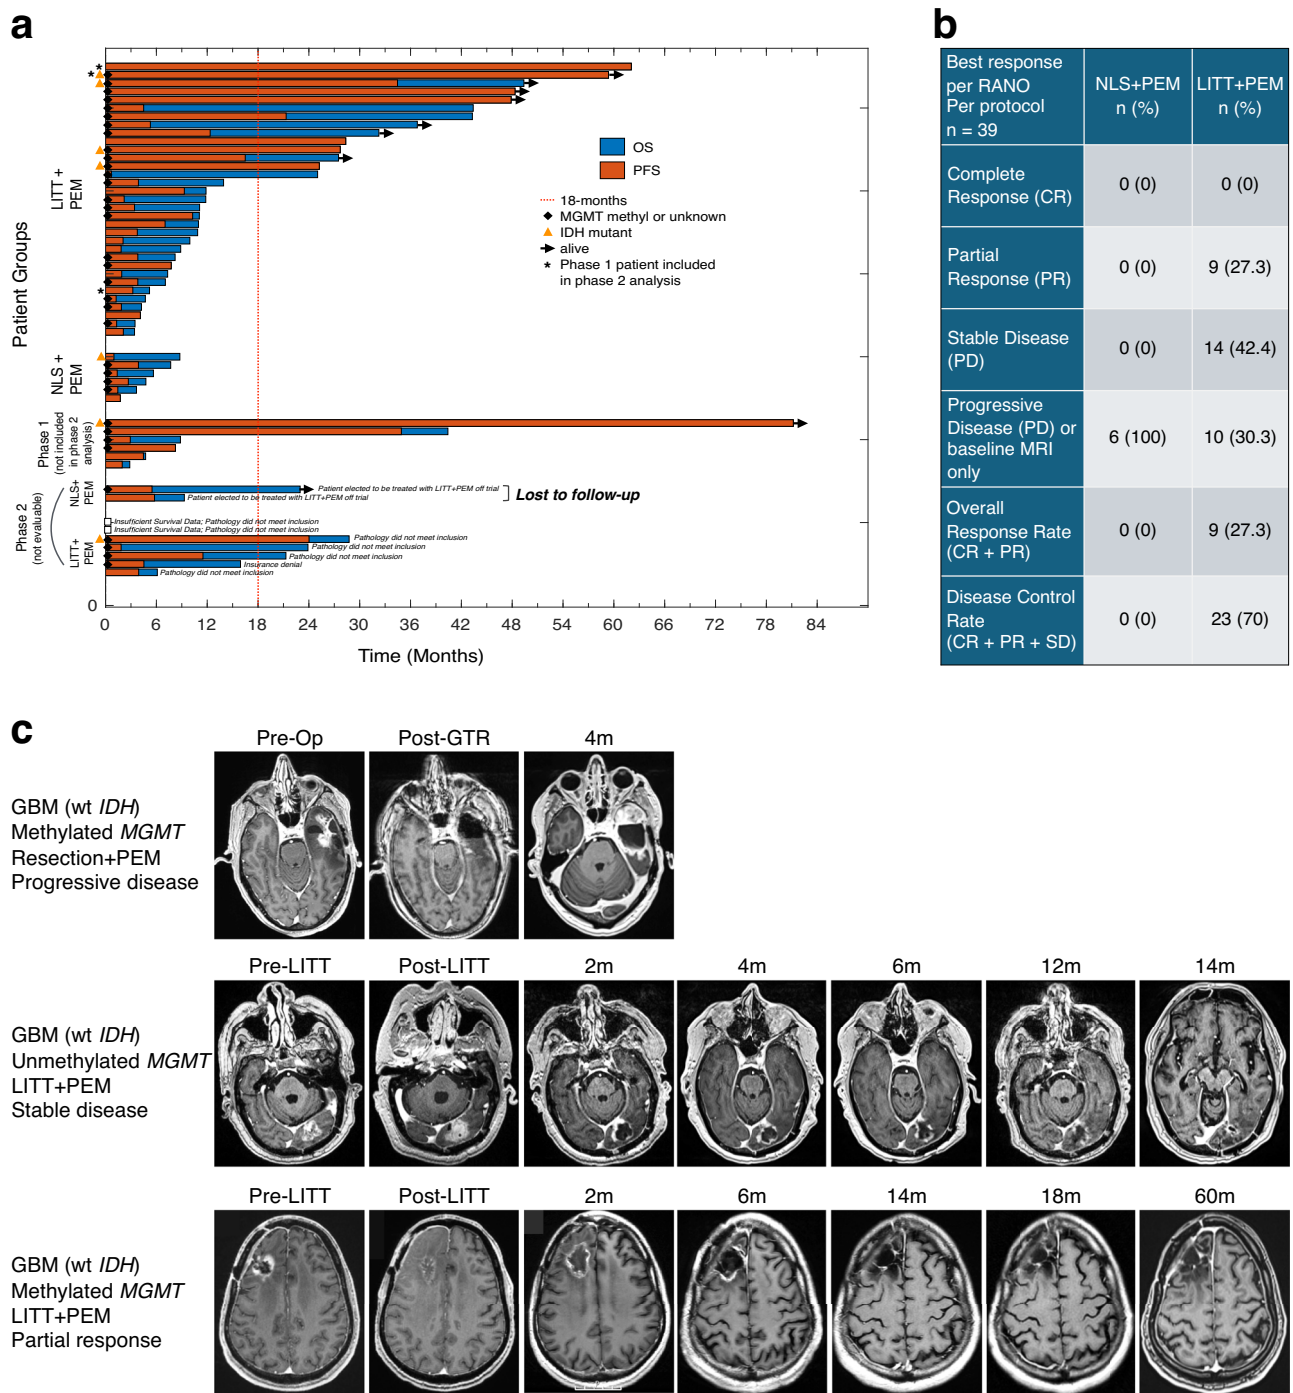 a
LITT +
PEM
NLS +
PEM
Phase 1
(not included
in phase 2
analysis)
Phase 2
(not evaluable)
NLS+
PEM
LITT+
PEM
Patient Groups
OS
PFS
18-months
MGMT methyl or unknown
IDH mutant
alive
* Phase 1 patient included
in phase 2 analysis
Patient elected to be treated with LITT+PEM off trial
Patient elected to be treated with LITT+PEM off trial
Lost to follow-up
Insufficient Survival Data; Pathology did not meet inclusion
Insufficient Survival Data; Pathology did not meet inclusion
Pathology did not meet inclusion
Pathology did not meet inclusion
Pathology did not meet inclusion
Insurance denial
Pathology did not meet inclusion
0
0 6 12 18 24 30 36 42 48 54 60 66 72 78 84
Time (Months)
b
Best response
per RANO
Per protocol
n = 39
NLS+PEM
n (%)
LITT+PEM
n (%)
Complete
Response (CR)
0 (0)
0 (0)
Partial
Response (PR)
0 (0)
9 (27.3)
Stable Disease
(PD)
0 (0)
14 (42.4)
Progressive
Disease (PD) or
baseline MRI
only
6 (100)
10 (30.3)
Overall
Response Rate
(CR + PR)
0 (0)
9 (27.3)
Disease Control
Rate
(CR + PR + SD)
0 (0)
23 (70)
c
Pre-Op Post-GTR 4m
GBM (wt IDH)
Methylated MGMT
Resection+PEM
Progressive disease
Pre-LITT Post-LITT 2m 4m 6m 12m 14m
GBM (wt IDH)
Unmethylated MGMT
LITT+PEM
Stable disease
Pre-LITT Post-LITT 2m 6m 14m 18m 60m
GBM (wt IDH)
Methylated MGMT
LITT+PEM
Partial response